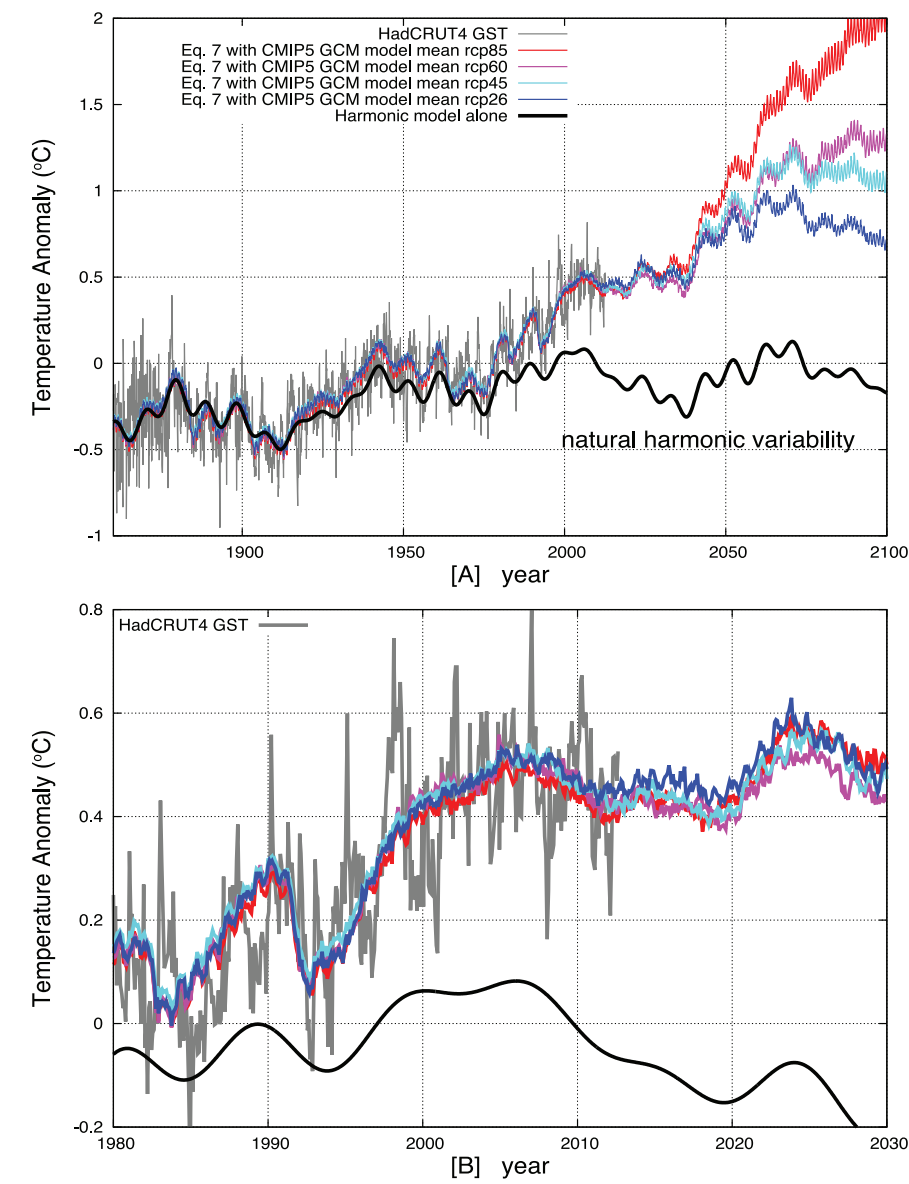 HadCRUT4 GST
Eq. 7 with CMIP5 GCM model mean rcp85
Eq. 7 with CMIP5 GCM model mean rcp60
Eq. 7 with CMIP5 GCM model mean rcp45
Eq. 7 with CMIP5 GCM model mean rcp26
Harmonic model alone
2
1.5
1
0.5
0
-0.5
-1
Temperature Anomaly (ºC)
natural harmonic variability
1900 1950 2000 2050 2100
[A] year
HadCRUT4 GST
0.8
0.6
0.4
0.2
0
-0.2
Temperature Anomaly (ºC)
1980 1990 2000 2010 2020 2030
[B] year